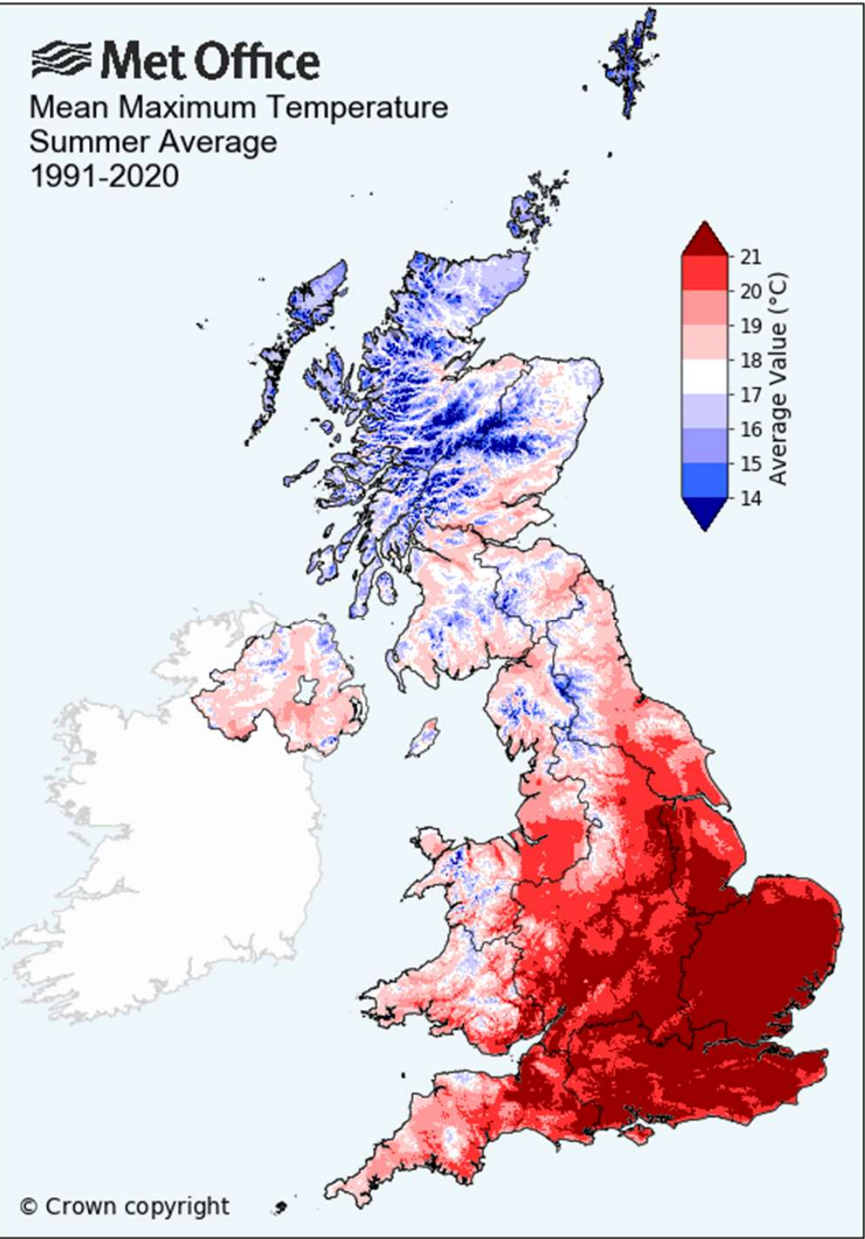 Met Office
Mean Maximum Temperature
Summer Average
1991-2020
21
20
19
18
17
16
15
14
Average Value (°C)
© Crown copyright